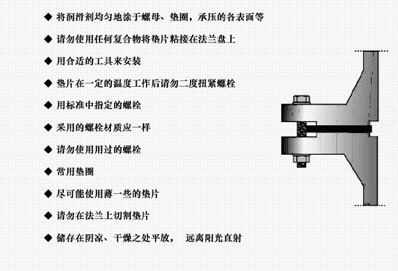 ◆ 将润滑剂均匀地涂于螺母、垫圈,承压的各表面等
◆ 请勿使用任何复合物将垫片粘接在法兰盘上
◆ 用合适的工具来安装
◆ 垫片在一定的温度工作后请勿二度扭紧螺栓
◆ 用标准中指定的螺栓
◆ 采用的螺栓材质应一样
◆ 请勿使用用过的螺栓
◆ 常用垫圈
◆ 尽可能使用薄一些的垫片
◆ 请勿在法兰上切割垫片
◆ 储存在阴凉、干燥之处平放, 远离阳光直射